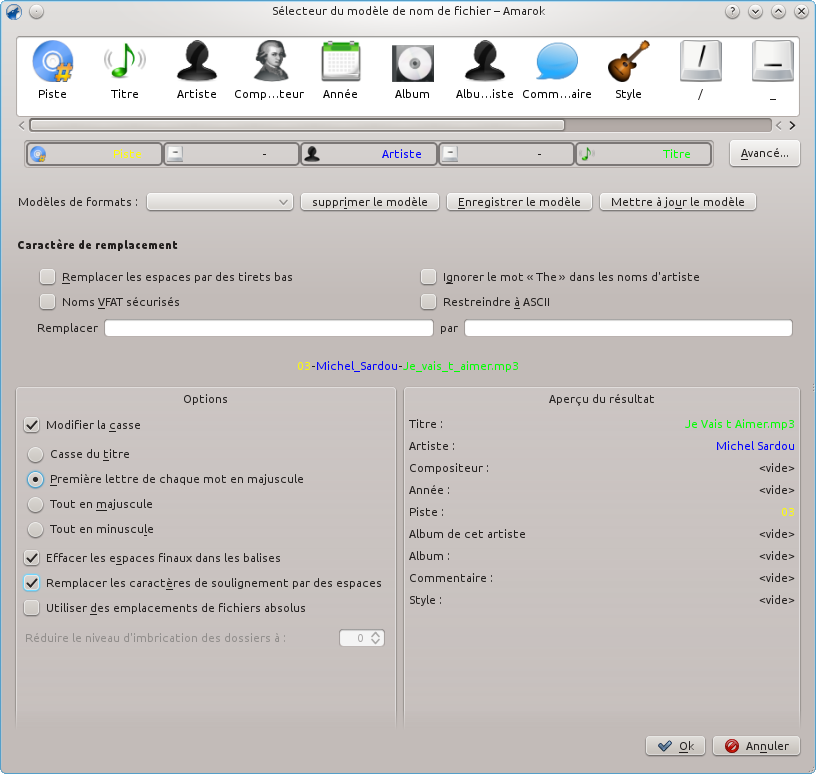 Sélecteur du modèle de nom de fichier – Amarok
Piste Titre Artiste Comp...teur Année Album Albu...iste Comm...aire Style / _
Piste - Artiste - Titre Avancé...
Modèles de formats : supprimer le modèle Enregistrer le modèle Mettre à jour le modèle
Caractère de remplacement
Remplacer les espaces par des tirets bas Ignorer le mot « The » dans les noms d'artiste
Noms VFAT sécurisés Restreindre à ASCII
Remplacer par
03-Michel_Sardou-Je_vais_t_aimer.mp3
Options
Modifier la casse
Casse du titre
Première lettre de chaque mot en majuscule
Tout en majuscule
Tout en minuscule
Effacer les espaces finaux dans les balises
Remplacer les caractères de soulignement par des espaces
Utiliser des emplacements de fichiers absolus
Réduire le niveau d'imbrication des dossiers à : 0
Aperçu du résultat
Titre : Je Vais t Aimer.mp3
Artiste : Michel Sardou
Compositeur : <vide>
Année : <vide>
Piste : 03
Album de cet artiste <vide>
Album : <vide>
Commentaire : <vide>
Style : <vide>
Ok Annuler